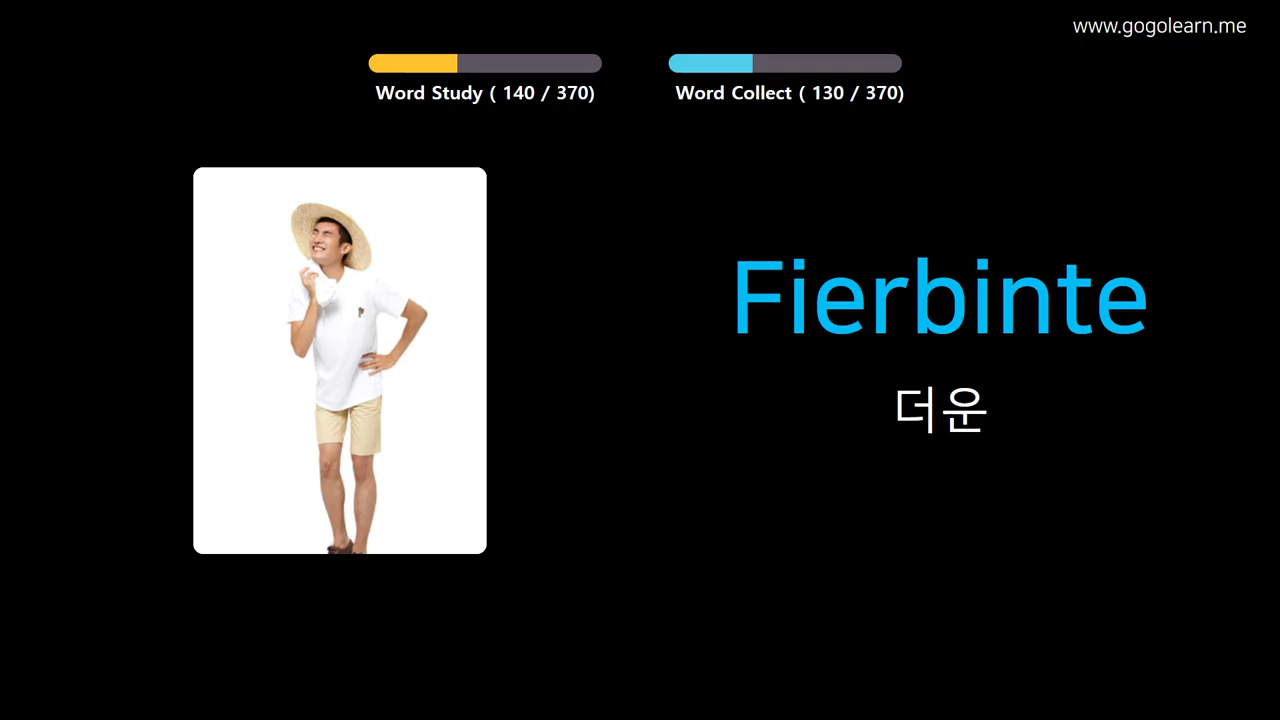 www.gogolearn.me
Word Study ( 140 / 370)
Word Collect ( 130 / 370)
Fierbinte
더운